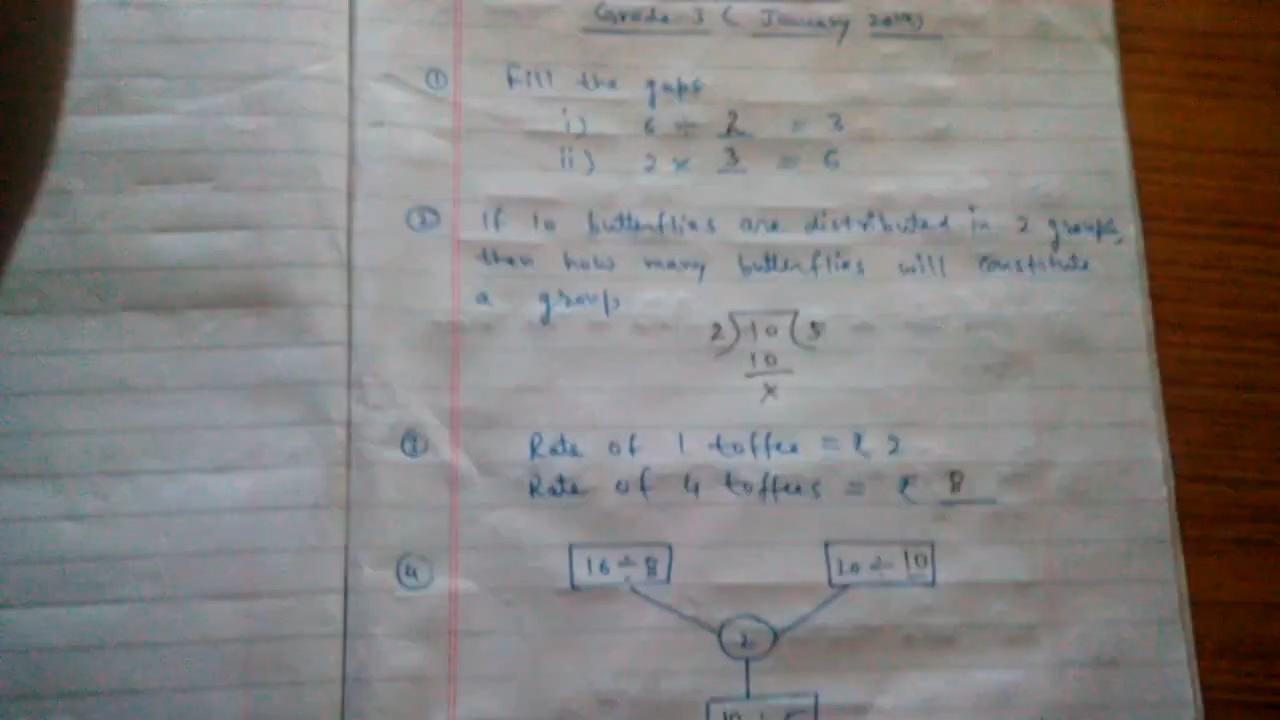 Grade 3 ( January 2019)
① Fill the gaps
i) 6 ÷ 2 = 3
ii) 2 × 3 = 6
② If 10 butterflies are distributed in 2 groups,
then how many butterflies will constitute
a group
2)10(5
10
x
③ Rate of 1 toffee = ₹ 2
Rate of 4 toffees = ₹ 8
④ 16 ÷ 8 20 ÷ 10
2
10 ÷ 5